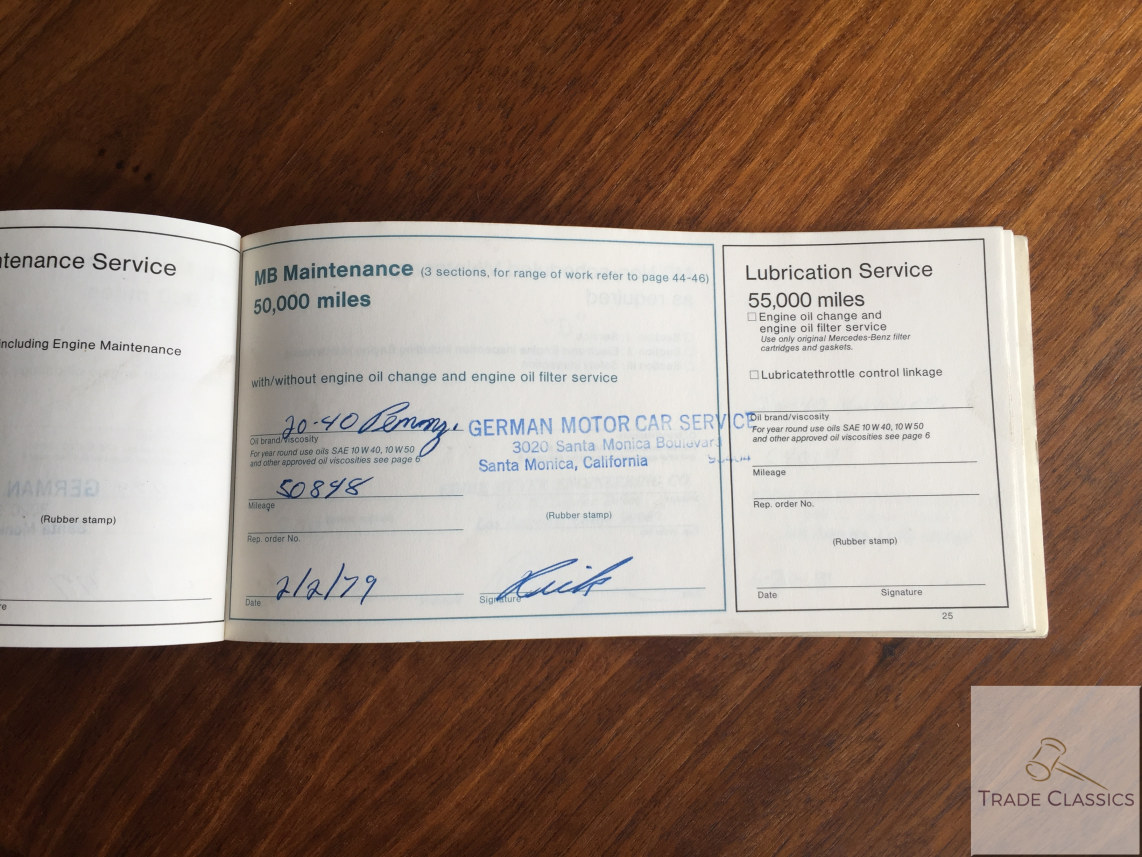 ntenance Service
including Engine Maintenance
(Rubber stamp)
MB Maintenance (3 sections, for range of work refer to page 44-46)
50,000 miles
with/without engine oil change and engine oil filter service
20-40 Penny.
Oil brand/viscosity
For year round use oils SAE 10 W 40, 10 W 50
and other approved oil viscosities see page 6
GERMAN MOTOR CAR SERVICE
3020 Santa Monica Boulevard
Santa Monica, California
50898
Mileage
(Rubber stamp)
Rep. order No.
2/2/79
Date
Signature
Lubrication Service
55,000 miles
Engine oil change and
engine oil filter service
Use only original Mercedes-Benz filter
cartridges and gaskets.
Lubricatethrottle control linkage
Oil brand/viscosity
For year round use oils SAE 10 W 40, 10 W 50
and other approved oil viscosities see page 6
Mileage
Rep. order No.
(Rubber stamp)
Date Signature
25
TRADE CLASSICS